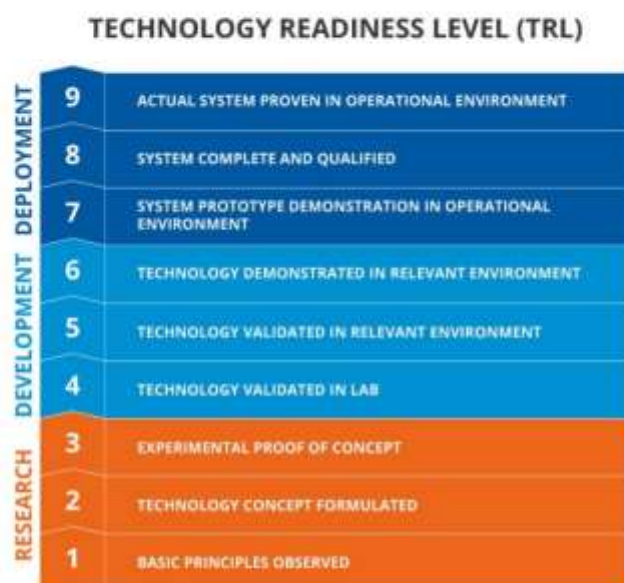 TECHNOLOGY READINESS LEVEL (TRL)
DEPLOYMENT
9 ACTUAL SYSTEM PROVEN IN OPERATIONAL ENVIRONMENT
8 SYSTEM COMPLETE AND QUALIFIED
7 SYSTEM PROTOTYPE DEMONSTRATION IN OPERATIONAL
ENVIRONMENT
DEVELOPMENT
6 TECHNOLOGY DEMONSTRATED IN RELEVANT ENVIRONMENT
5 TECHNOLOGY VALIDATED IN RELEVANT ENVIRONMENT
4 TECHNOLOGY VALIDATED IN LAB
RESEARCH
3 EXPERIMENTAL PROOF OF CONCEPT
2 TECHNOLOGY CONCEPT FORMULATED
1 BASIC PRINCIPLES OBSERVED